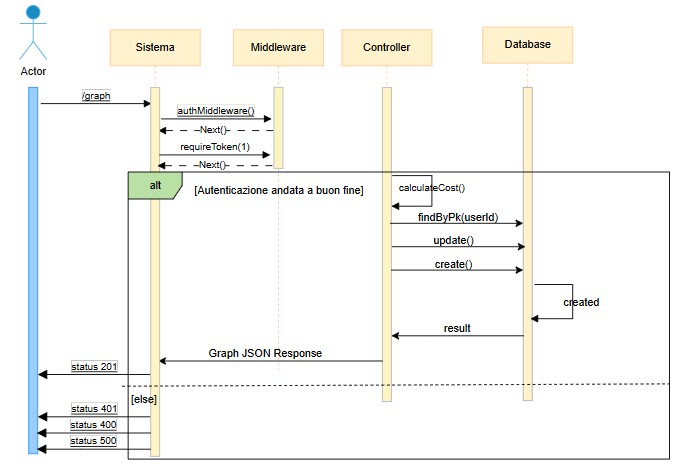 Sistema
Middleware
Controller
Database
Actor
/graph
authMiddleware()
Next()
requireToken(1)
Next()
alt
[Autenticazione andata a buon fine]
calculateCost()
findByPk(userId)
update()
create()
created
result
Graph JSON Response
status 201
[else]
status 401
status 400
status 500